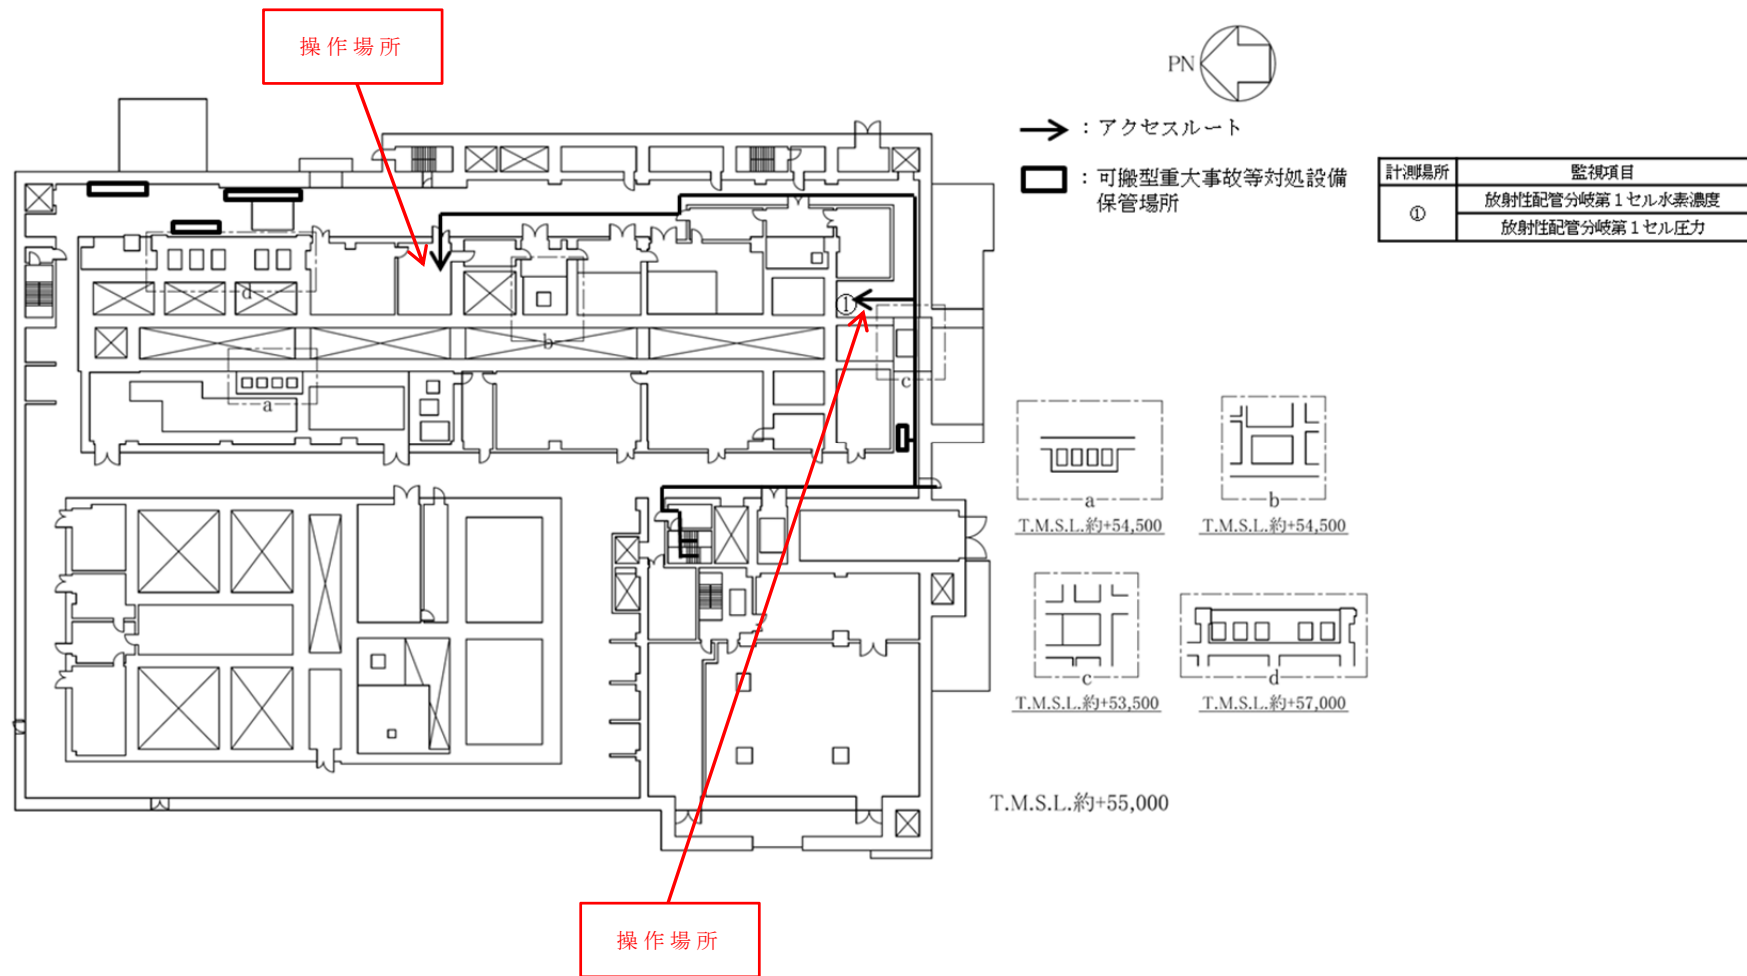 操作場所
PN
：アクセスルート
：可搬型重大事故等対処設備
保管場所
計測場所 監視項目
① 放射性配管分岐第１セル水素濃度
放射性配管分岐第１セル圧力
d
①
b
c
a
a
T.M.S.L.約+54,500
b
T.M.S.L.約+54,500
c
T.M.S.L.約+53,500
d
T.M.S.L.約+57,000
T.M.S.L.約+55,000
操作場所